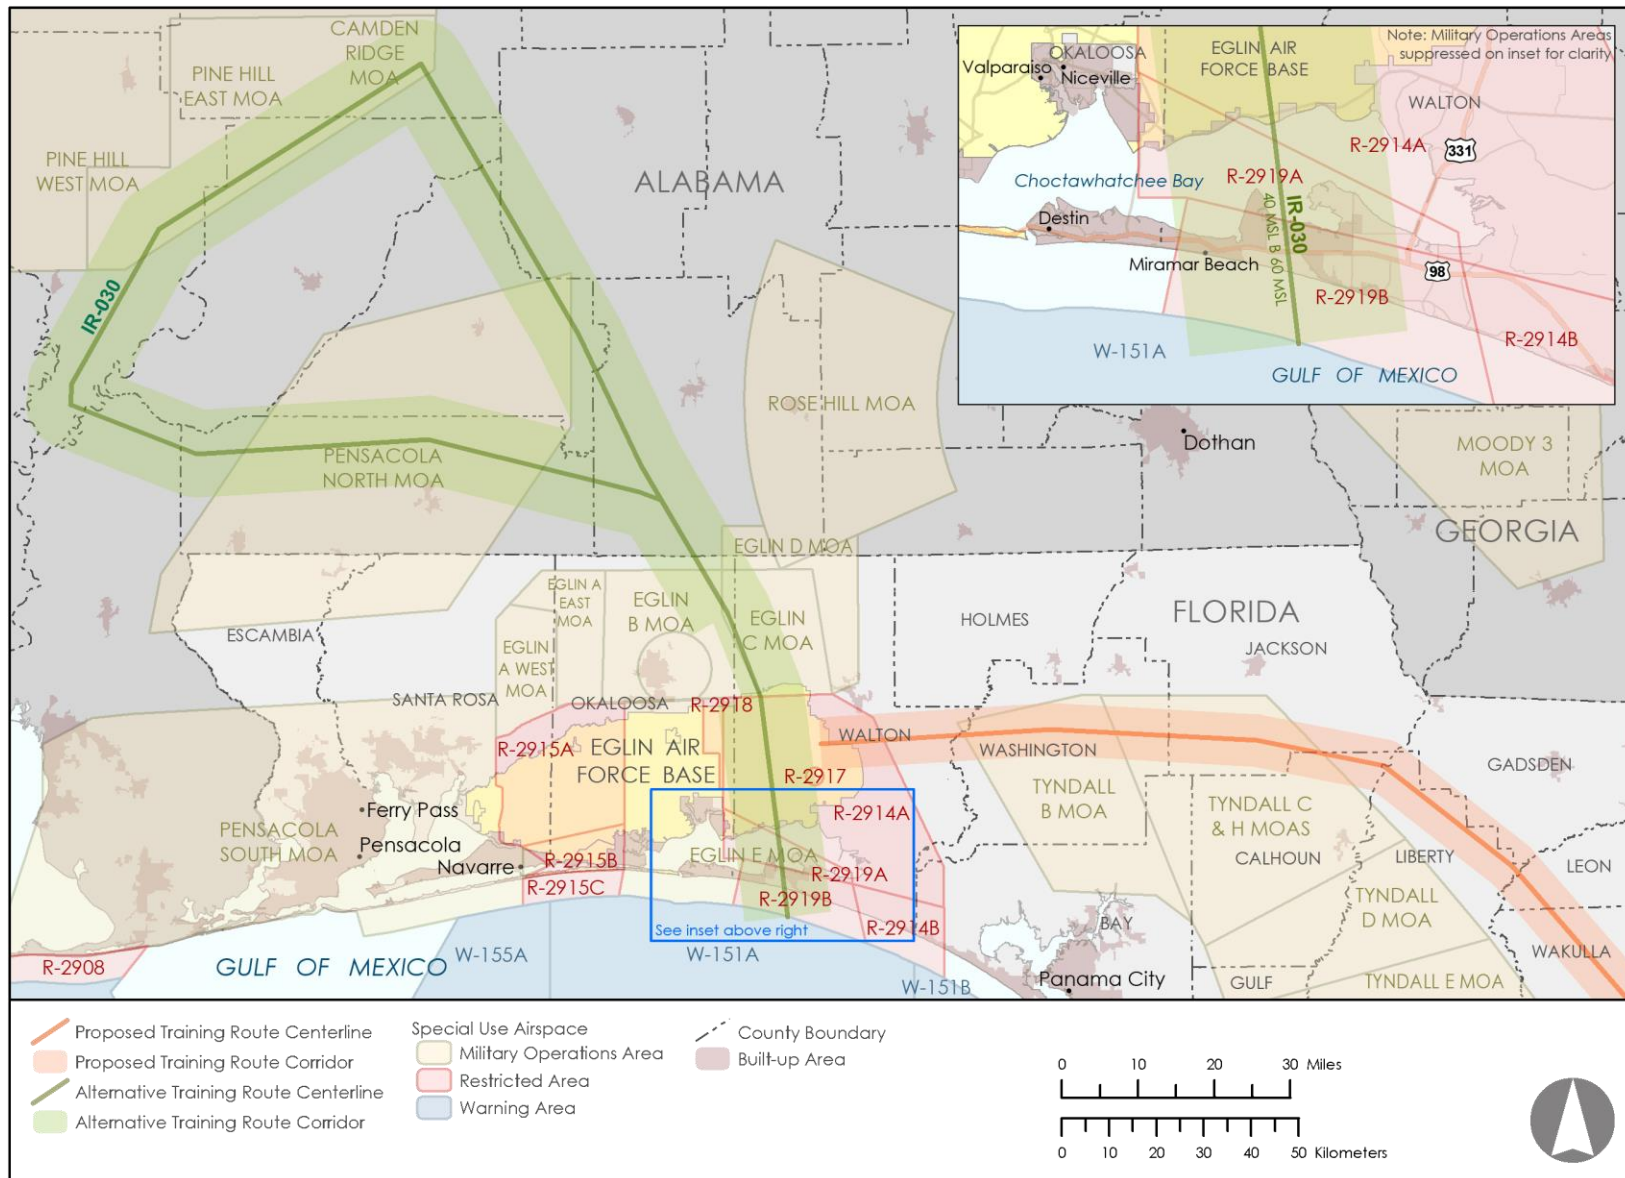 CAMDEN
RIDGE
MOA
PINE HILL
EAST MOA
PINE HILL
WEST MOA
ALABAMA
IR-030
ROSE HILL MOA
PENSACOLA
NORTH MOA
Dothan
MOODY 3
MOA
GEORGIA
EGLIN D MOA
EGLIN A
EAST
MOA
EGLIN
B MOA
EGLIN
C MOA
EGLIN
A WEST
MOA
ESCAMBIA
SANTA ROSA
OKALOOSA
HOLMES
FLORIDA
JACKSON
R-2918
R-2915A
EGLIN AIR
FORCE BASE
R-2917
WALTON
WASHINGTON
GADSDEN
TYNDALL
B MOA
TYNDALL C
& H MOAS
R-2914A
Ferry Pass
PENSACOLA
SOUTH MOA
Pensacola
Navarre
R-2915B
R-2915C
EGLIN E MOA
R-2919A
R-2919B
CALHOUN
LIBERTY
LEON
TYNDALL
D MOA
See inset above right
R-2914B
BAY
WAKULLA
R-2908
GULF OF MEXICO
W-155A
W-151A
W-151B
Panama City
GULF
TYNDALL E MOA
Note: Military Operations Areas
suppressed on inset for clarity
OKALOOSA
EGLIN AIR
FORCE BASE
Valparaiso
Niceville
WALTON
R-2914A
331
Choctawhatchee Bay
R-2919A
IR-030
40 MSL B 60 MSL
Destin
Miramar Beach
98
R-2919B
R-2914B
W-151A
GULF OF MEXICO
Proposed Training Route Centerline
Proposed Training Route Corridor
Alternative Training Route Centerline
Alternative Training Route Corridor
Special Use Airspace
Military Operations Area
Restricted Area
Warning Area
County Boundary
Built-up Area
0 10 20 30 Miles
0 10 20 30 40 50 Kilometers